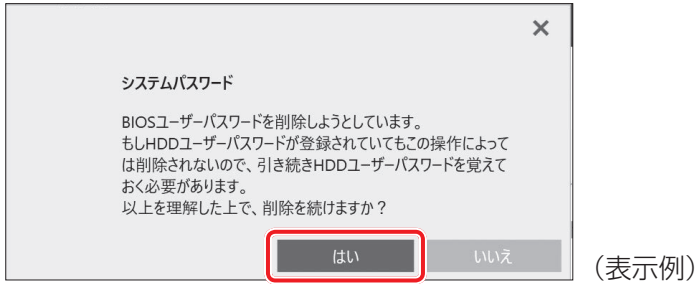 ×
システムパスワード
BIOSユーザーパスワードを削除しようとしています。
もしHDDユーザーパスワードが登録されていてもこの操作によって
は削除されないので、引き続きHDDユーザーパスワードを覚えて
おく必要があります。
以上を理解した上で、削除を続けますか？
はい いいえ
（表示例）